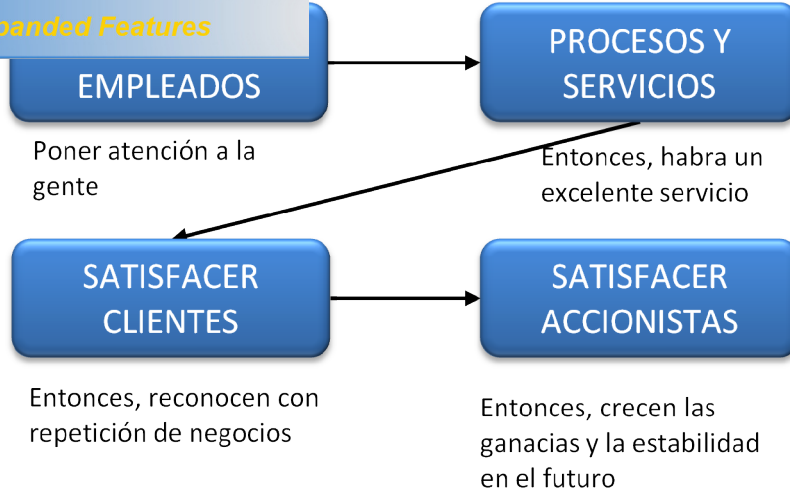 panded Features
EMPLEADOS
Poner atención a la
gente
PROCESOS Y
SERVICIOS
Entonces, habra un
excelente servicio
SATISFACER
CLIENTES
Entonces, reconocen con
repetición de negocios
SATISFACER
ACCIONISTAS
Entonces, crecen las
ganacias y la estabilidad
en el futuro